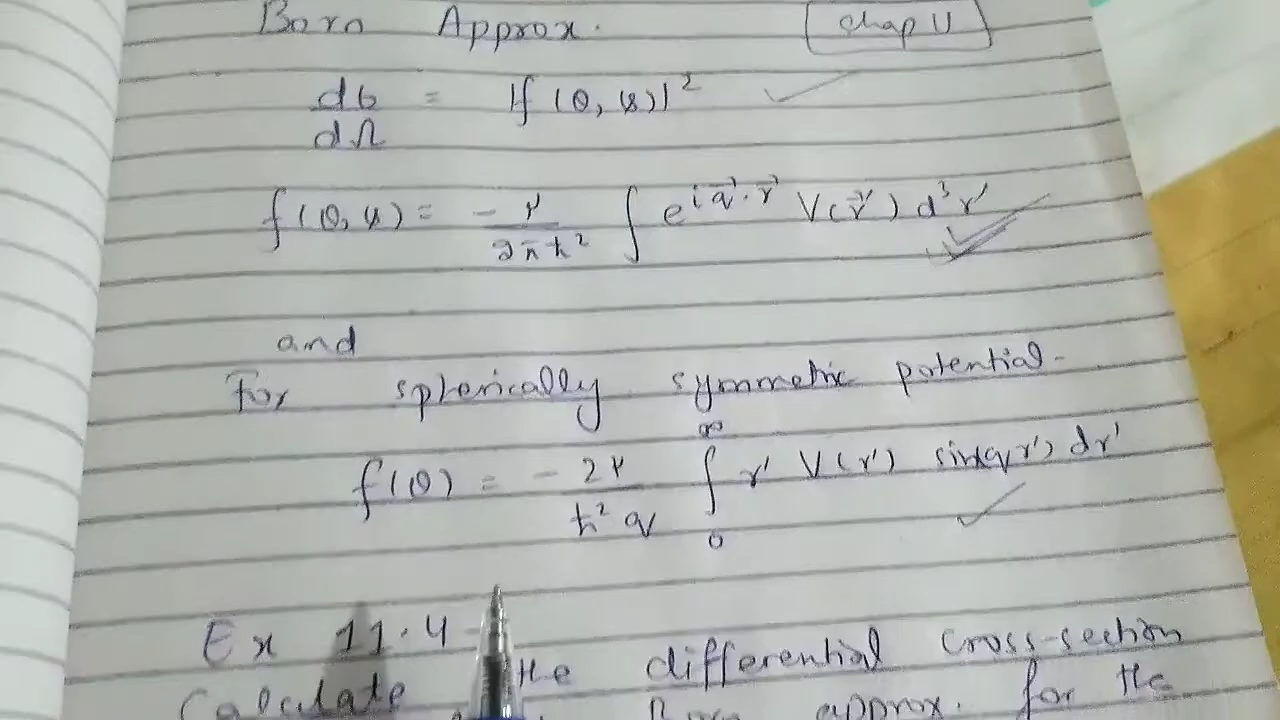 Born Approx. Chap 11
dσ/dΩ = |f(θ, φ)|²
f(θ, φ) = -μ/2πħ² ∫ e^{i q⃗·r⃗} V(r⃗') d³r'
and
For spherically symmetric potential.
f(θ) = -2μ/ħ²q ∫₀^∞ r' V(r') sin(qr') dr'
Ex 11.4
Calculate the differential cross-section
Born approx. for the